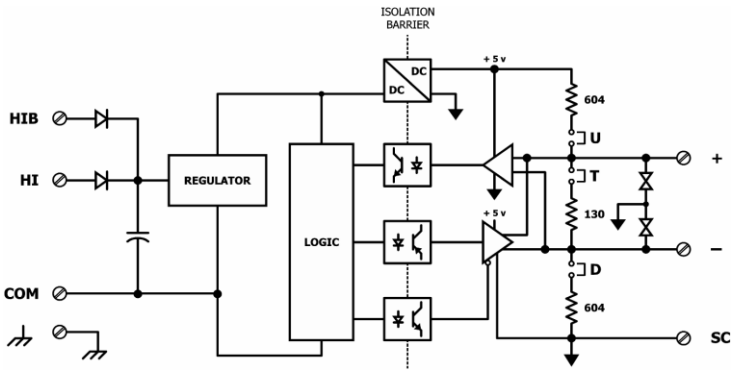 ISOLATION
BARRIER
+ 5 v
DC
DC
604
HIB
U
+
HI
REGULATOR
T
130
+ 5 v
LOGIC
−
D
COM
604
SC